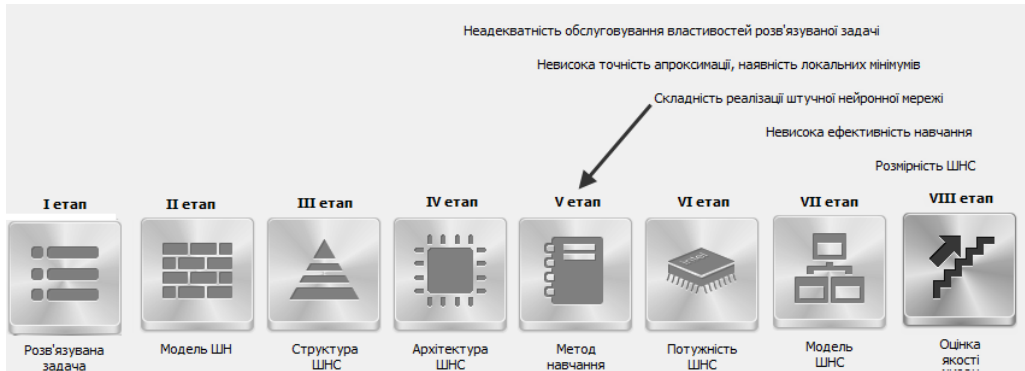 Неадекватність обслуговування властивостей розв'язуваної задачі
Невисока точність апроксимації, наявність локальних мінімумів
Складність реалізації штучної нейронної мережі
Невисока ефективність навчання
Розмірність ШНС
I етап
II етап
III етап
IV етап
V етап
VI етап
VII етап
VIII етап
intel
Розв'язувана
задача
Модель ШН
Структура
ШНС
Архітектура
ШНС
Метод
навчання
Потужність
ШНС
Модель
ШНС
Оцінка
якості